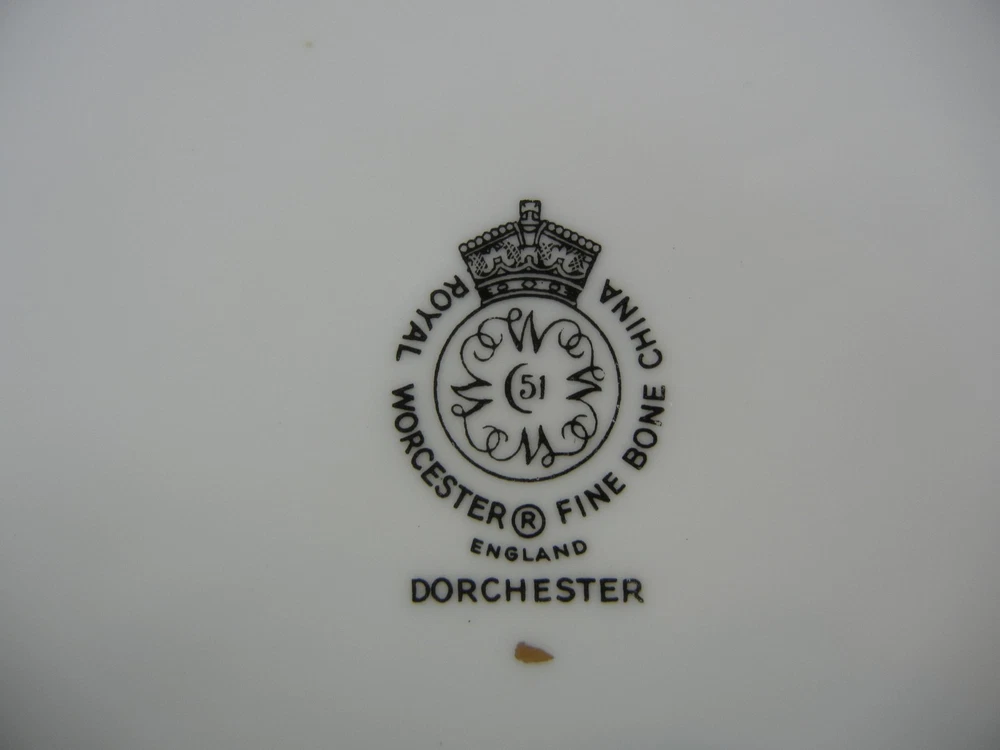 ROYAL WORCESTER ® FINE BONE CHINA
W W W W
51
ENGLAND
DORCHESTER